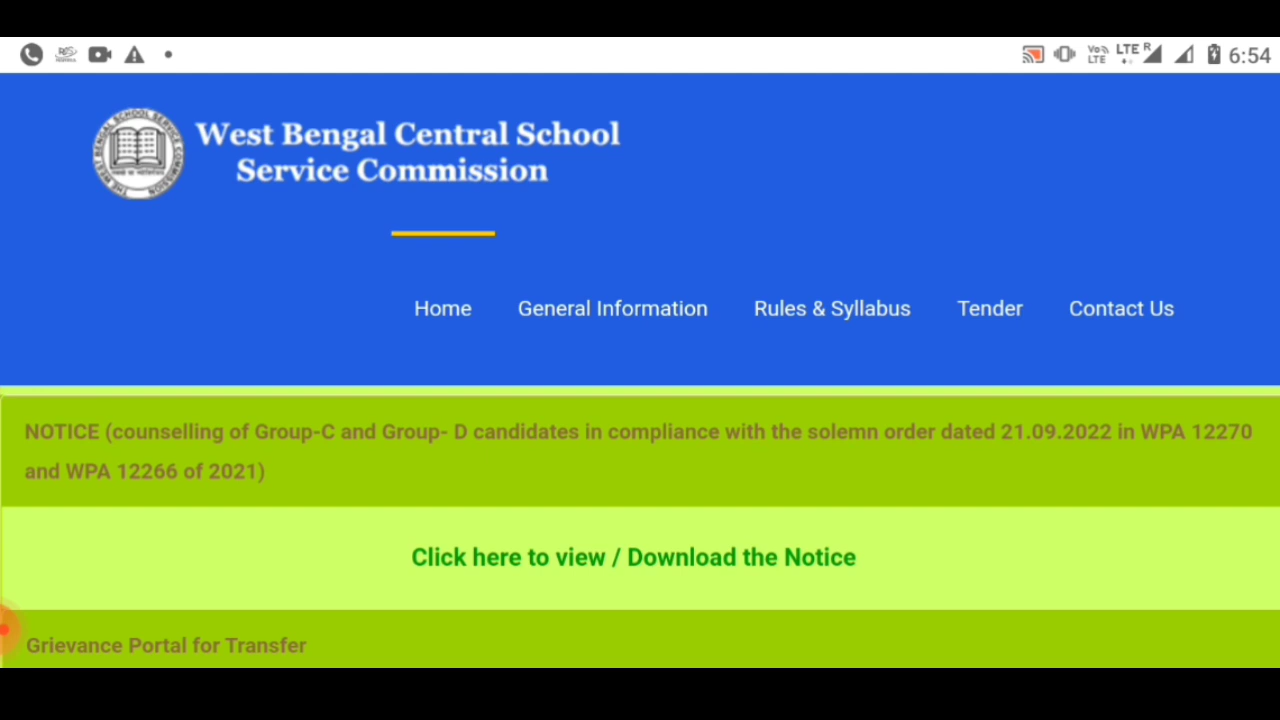 6:54
West Bengal Central School
Service Commission
Home General Information Rules & Syllabus Tender Contact Us
NOTICE (counselling of Group-C and Group- D candidates in compliance with the solemn order dated 21.09.2022 in WPA 12270
and WPA 12266 of 2021)
Click here to view / Download the Notice
Grievance Portal for Transfer